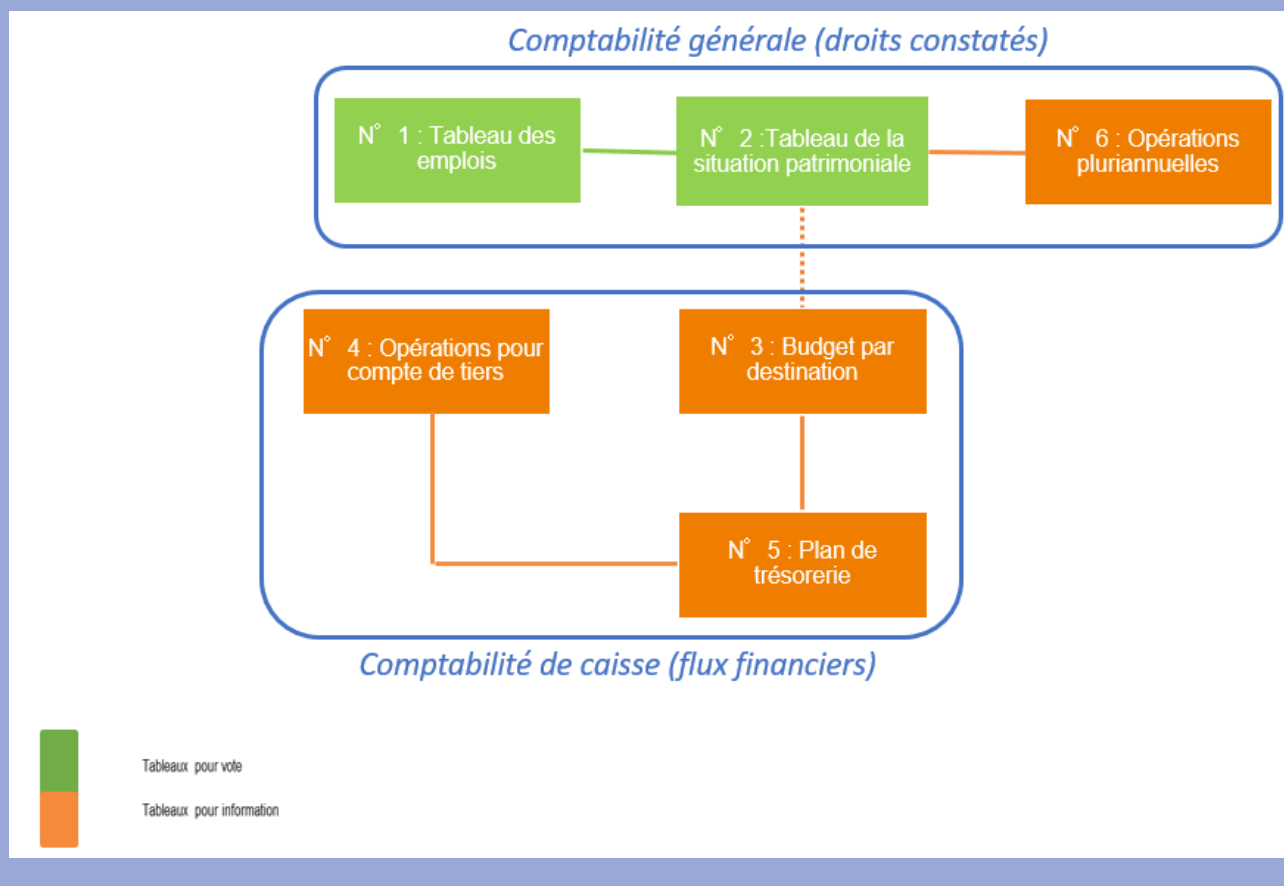 Comptabilité générale (droits constatés)
N° 1 : Tableau des
emplois
N° 2 :Tableau de la
situation patrimoniale
N° 6 : Opérations
pluriannuelles
N° 4 : Opérations pour
compte de tiers
N° 3 : Budget par
destination
N° 5 : Plan de
trésorerie
Comptabilité de caisse (flux financiers)
Tableaux pour vote
Tableaux pour information